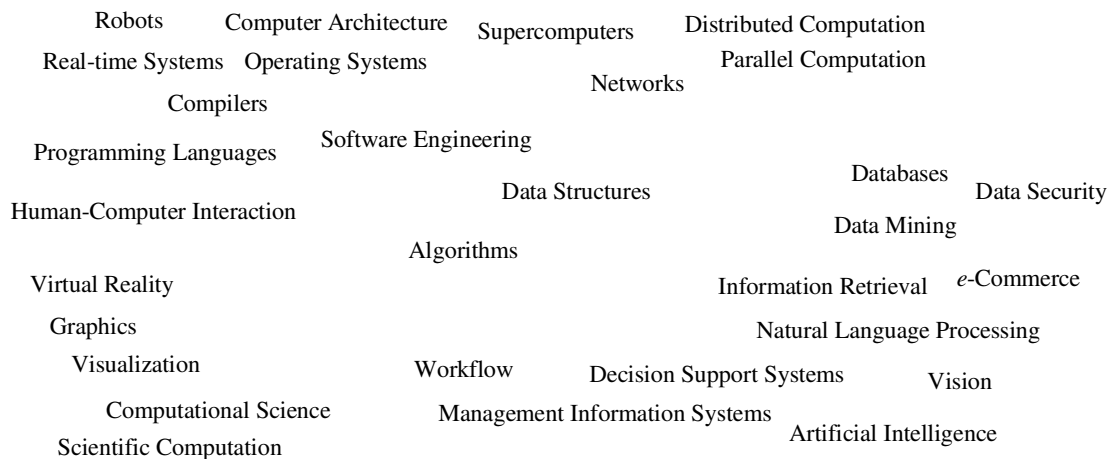 Robots Computer Architecture Supercomputers Distributed Computation
Real-time Systems Operating Systems Networks Parallel Computation
Compilers
Programming Languages Software Engineering
Data Structures Databases Data Security
Human-Computer Interaction Data Mining
Algorithms
Virtual Reality Information Retrieval e-Commerce
Graphics Natural Language Processing
Visualization Workflow Decision Support Systems Vision
Computational Science Management Information Systems
Artificial Intelligence
Scientific Computation